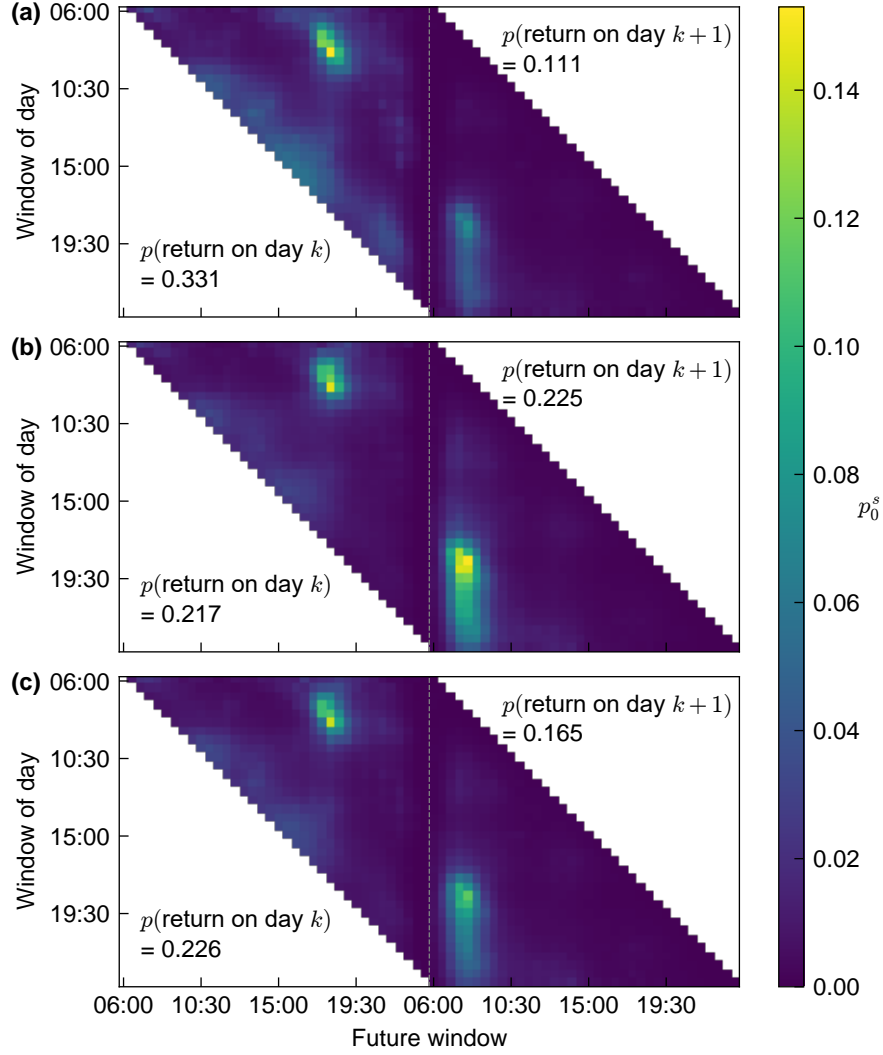 (a)
06:00
10:30
15:00
19:30
Window of day
p(return on day k + 1)
= 0.111
p(return on day k)
= 0.331
(b)
06:00
10:30
15:00
19:30
Window of day
p(return on day k + 1)
= 0.225
p(return on day k)
= 0.217
(c)
06:00
10:30
15:00
19:30
Window of day
p(return on day k + 1)
= 0.165
p(return on day k)
= 0.226
06:00 10:30 15:00 19:30 06:00 10:30 15:00 19:30
Future window
0.14
0.12
0.10
0.08
0.06
0.04
0.02
0.00
p_0^s